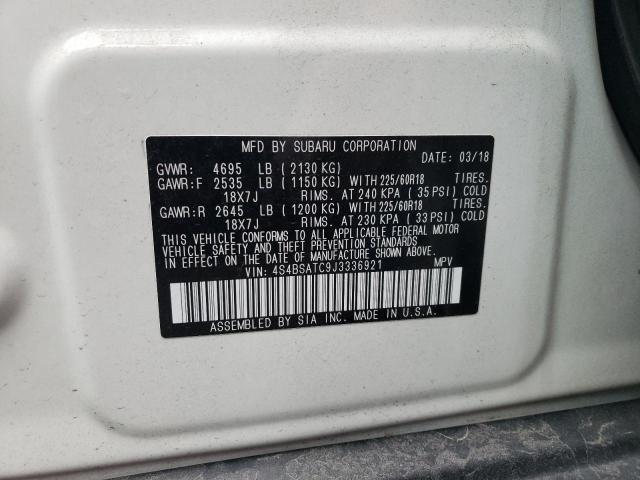 MFD BY SUBARU CORPORATION
GVWR: 4695 LB (2130 KG) DATE: 03/18
GAWR:F 2535 LB (1150 KG) WITH 225/60R18 TIRES.
18X7J RIMS. AT 240 KPA (35 PSI) COLD
GAWR:R 2645 LB (1200 KG) WITH 225/60R18 TIRES.
18X7J RIMS. AT 230 KPA (33 PSI) COLD
THIS VEHICLE CONFORMS TO ALL APPLICABLE FEDERAL MOTOR
VEHICLE SAFETY AND THEFT PREVENTION STANDARDS
IN EFFECT ON THE DATE OF MANUFACTURE SHOWN ABOVE.
VIN: 4S4BSATC9J3336921 MPV
ASSEMBLED BY SIA INC. MADE IN U.S.A.